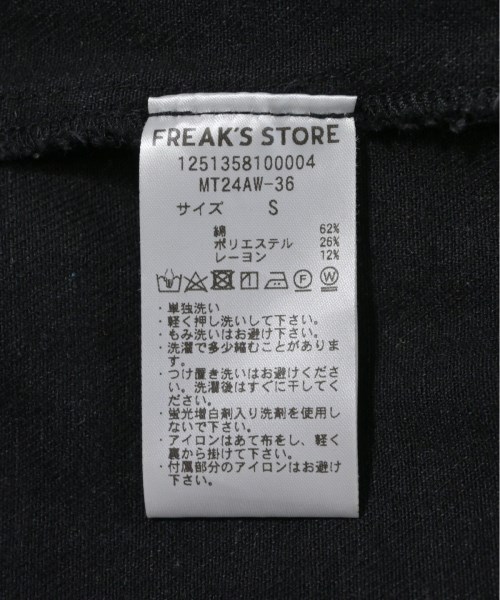 FREAK'S STORE
1251358100004
MT24AW-36
サイズ S
綿 62%
ポリエステル 26%
レーヨン 12%
・単独洗い
・軽く押し洗いして下さい。
・もみ洗いはお避け下さい。
・洗濯で多少縮むことがありま
す。
・つけ置き洗いはお避けくださ
い。洗濯後はすぐに干してく
ださい。
・蛍光増白剤入り洗剤を使用し
ないで下さい。
・アイロンはあて布をし、軽く
裏から掛けて下さい。
・付属部分のアイロンはお避け
下さい。